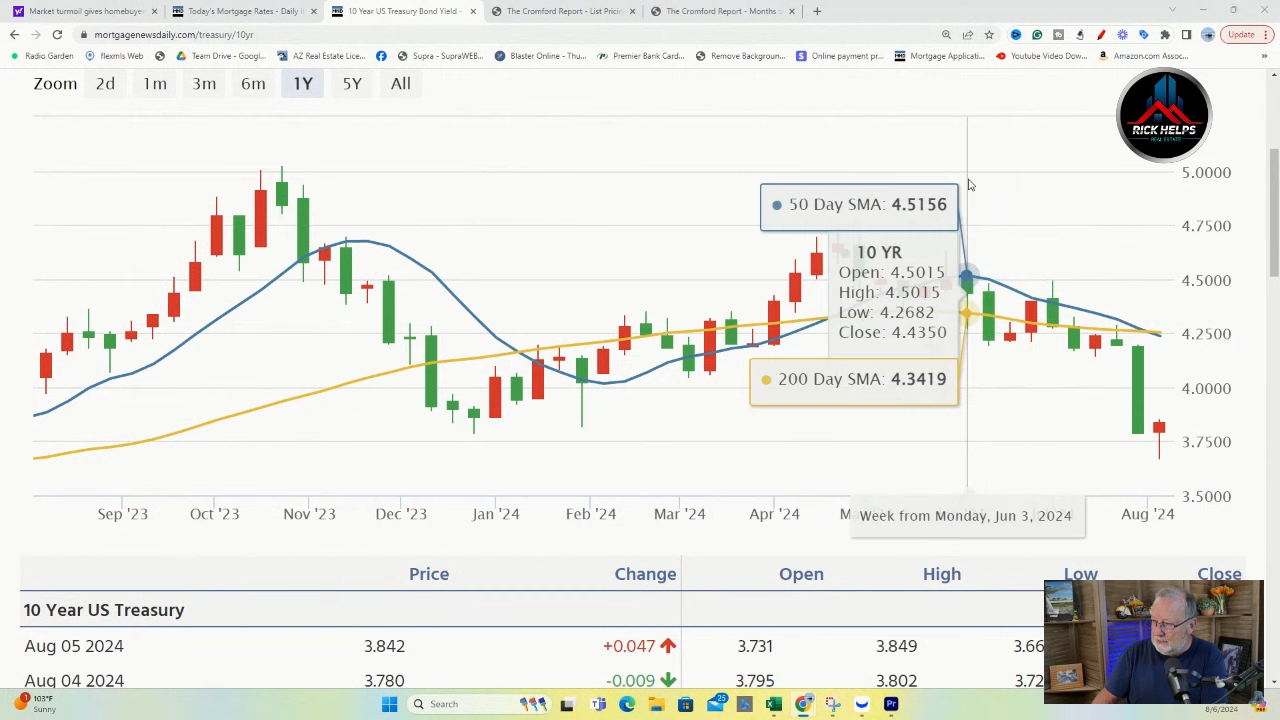 Market turmoil gives homebuyer
Today's Mortgage Rates - Daily I
10 Year US Treasury Bond Yield -
The Cromford Report - List Pricin
The Cromford Report - Months o
mortgagenewsdaily.com/treasury/10yr
Update
Radio Garden
flexmls Web
Team Drive - Googl...
AZ Real Estate Lic...
Supra – SupraWEB...
Blaster Online - Thu...
Premier Bank Card...
Remove Background...
Online payment pr...
Mortgage Applicati...
Youtube Video Dow...
Amazon.com Assoc...
Zoom 2d 1m 3m 6m 1Y 5Y All
RICK HELPS
REAL ESTATE
5.0000
4.7500
4.5000
4.2500
4.0000
3.7500
3.5000
50 Day SMA: 4.5156
10 YR
Open: 4.5015
High: 4.5015
Low: 4.2682
Close: 4.4350
200 Day SMA: 4.3419
Sep '23 Oct '23 Nov '23 Dec '23 Jan '24 Feb '24 Mar '24 Apr '24 Aug '24
Week from Monday, Jun 3, 2024
Price Change Open High Low Close
10 Year US Treasury
Aug 05 2024 3.842 +0.047 3.731 3.849
Aug 04 2024 3.780 -0.009 3.795 3.802
103°F
Sunny
Search
25
8/6/2024